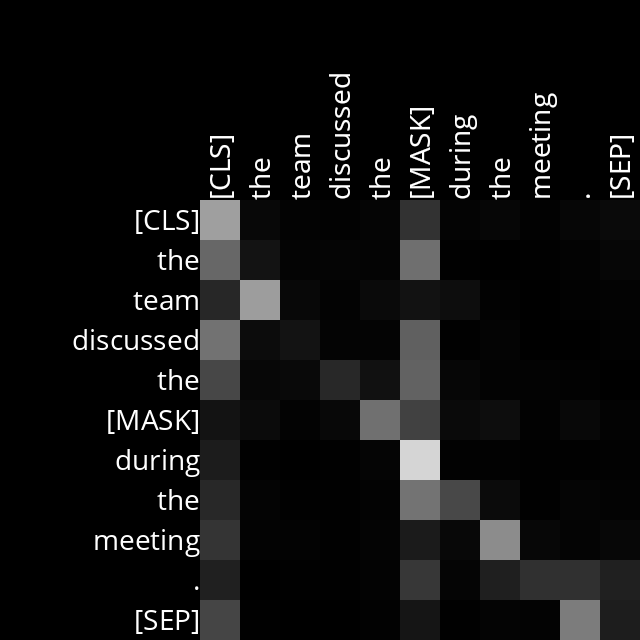 [CLS]
the
team
discussed
the
[MASK]
during
the
meeting
.
[SEP]
[CLS]
the
team
discussed
the
[MASK]
during
the
meeting
.
[SEP]